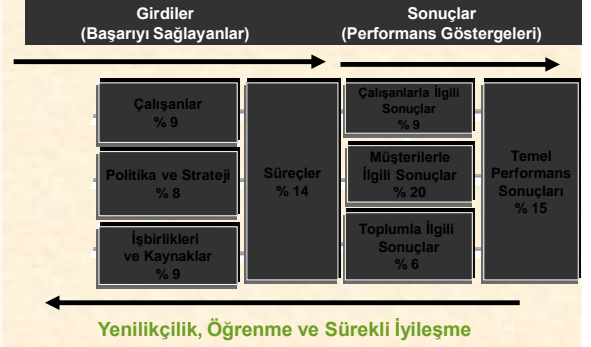 Girdiler
(Başarıyı Sağlayanlar)
Sonuçlar
(Performans Göstergeleri)
Çalışanlar
% 9
Politika ve Strateji
% 8
İşbirlikleri
ve Kaynaklar
% 9
Süreçler
% 14
Çalışanlarla İlgili
Sonuçlar
% 9
Müşterilerle
İlgili Sonuçlar
% 20
Toplumla İlgili
Sonuçlar
% 6
Temel
Performans
Sonuçları
% 15
Yenilikçilik, Öğrenme ve Sürekli İyileşme